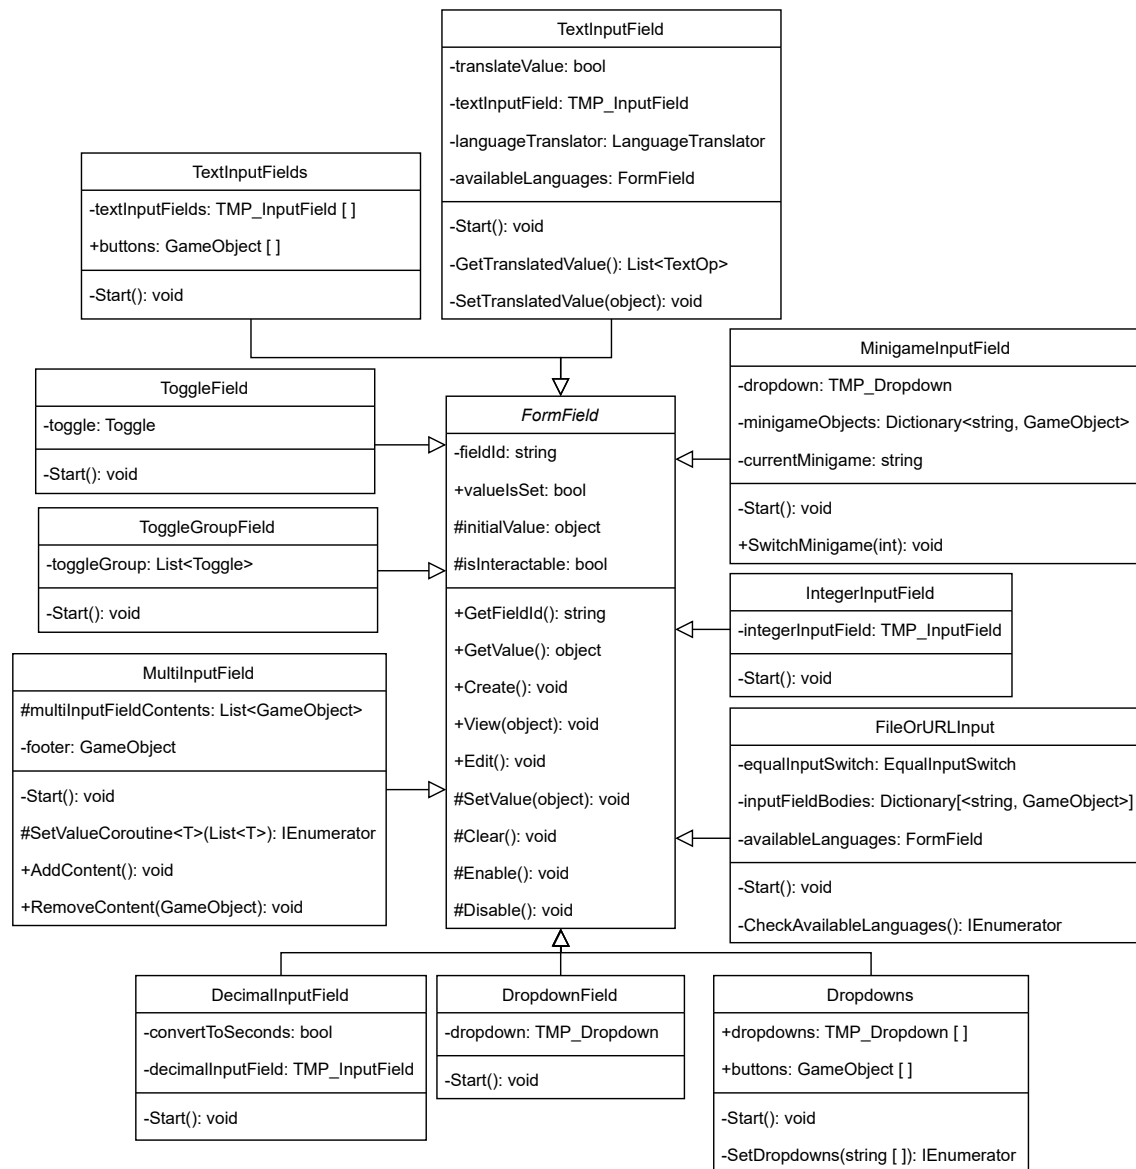 TextInputField
-translateValue: bool
-textInputField: TMP_InputField
-languageTranslator: LanguageTranslator
-availableLanguages: FormField
-Start(): void
-GetTranslatedValue(): List<TextOp>
-SetTranslatedValue(object): void
TextInputFields
-textInputFields: TMP_InputField [ ]
+buttons: GameObject [ ]
-Start(): void
ToggleField
-toggle: Toggle
-Start(): void
ToggleGroupField
-toggleGroup: List<Toggle>
-Start(): void
MultiInputField
#multiInputFieldContents: List<GameObject>
-footer: GameObject
-Start(): void
#SetValueCoroutine<T>(List<T>): IEnumerator
+AddContent(): void
+RemoveContent(GameObject): void
FormField
-fieldId: string
+valueIsSet: bool
#initialValue: object
#isInteractable: bool
+GetFieldId(): string
+GetValue(): object
+Create(): void
+View(object): void
+Edit(): void
#SetValue(object): void
#Clear(): void
#Enable(): void
#Disable(): void
MinigameInputField
-dropdown: TMP_Dropdown
-minigameObjects: Dictionary<string, GameObject>
-currentMinigame: string
-Start(): void
+SwitchMinigame(int): void
IntegerInputField
-integerInputField: TMP_InputField
-Start(): void
FileOrURLInput
-equalInputSwitch: EqualInputSwitch
-inputFieldBodies: Dictionary[<string, GameObject>]
-availableLanguages: FormField
-Start(): void
-CheckAvailableLanguages(): IEnumerator
DecimalInputField
-convertToSeconds: bool
-decimalInputField: TMP_InputField
-Start(): void
DropdownField
-dropdown: TMP_Dropdown
-Start(): void
Dropdowns
+dropdowns: TMP_Dropdown [ ]
+buttons: GameObject [ ]
-Start(): void
-SetDropdowns(string [ ]): IEnumerator